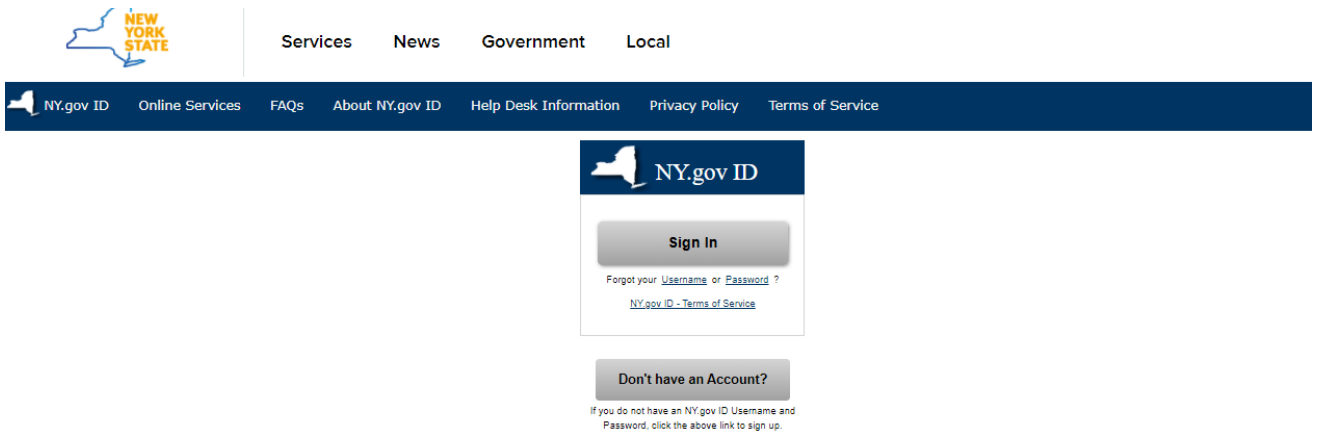 NEW
YORK
STATE
Services News Government Local
NY.gov ID Online Services FAQs About NY.gov ID Help Desk Information Privacy Policy Terms of Service
NY.gov ID
Sign In
Forgot your Username or Password ?
NY.gov ID - Terms of Service
Don't have an Account?
If you do not have an NY.gov ID Username and
Password, click the above link to sign up.